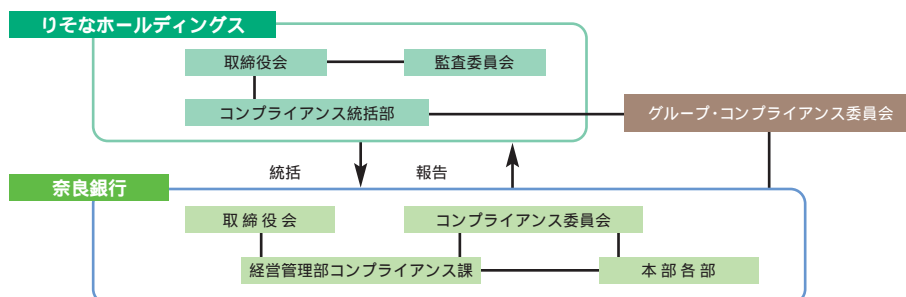 りそなホールディングス
取締役会
監査委員会
コンプライアンス統括部
グループ・コンプライアンス委員会
統括
報告
奈良銀行
取締役会
コンプライアンス委員会
経営管理部コンプライアンス課
本部各部